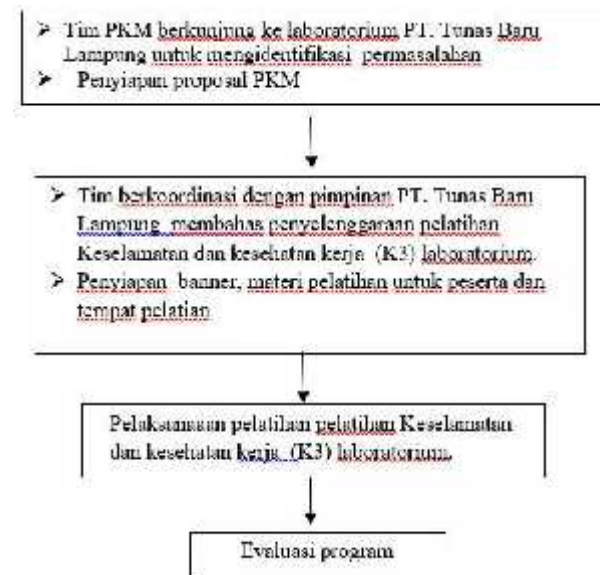 ➢ Tim PKM berkunjung ke laboratorium PT. Tunas Baru
Lampung untuk mengidentifikasi permasalahan
➢ Penyiapan proposal PKM
➢ Tim berkoordinasi dengan pimpinan PT. Tunas Baru
Lampung membahas penyelenggaraan pelatihan
Keselamatan dan kesehatan kerja (K3) laboratorium.
➢ Penyiapan banner, materi pelatihan untuk peserta dan
tempat pelatian
Pelaksanaan pelatihan pelatihan Keselamatan
dan kesehatan kerja (K3) laboratorium.
Evaluasi program